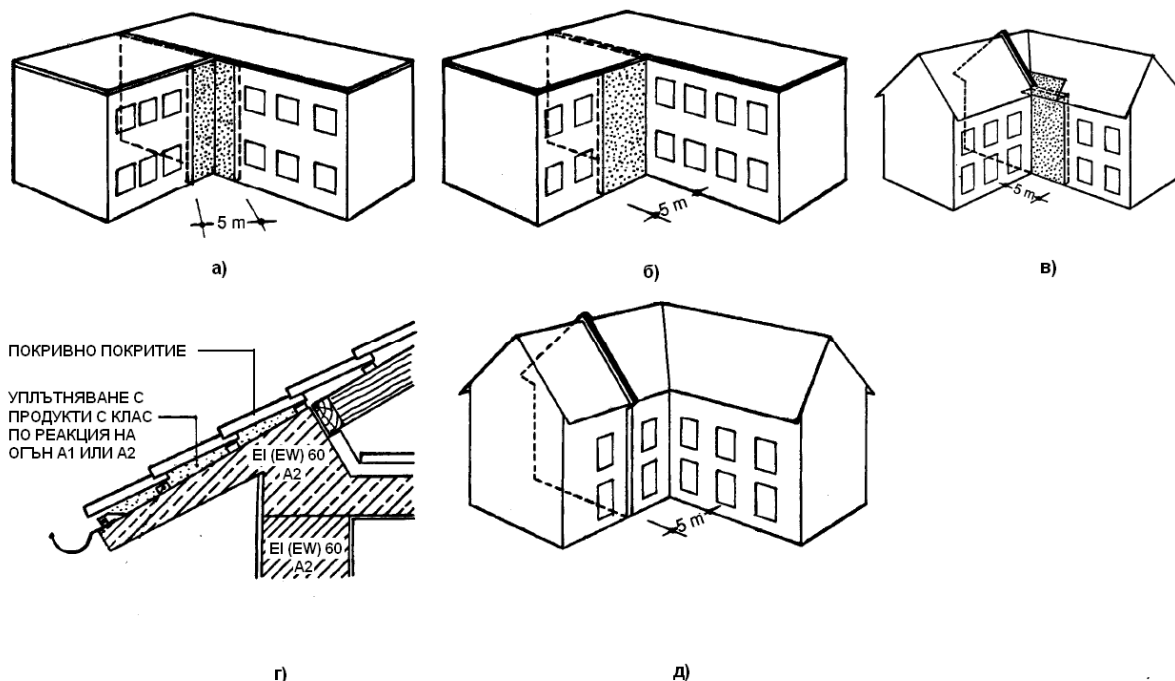 5 m
а)
5 m
б)
5 m
в)
ПОКРИВНО ПОКРИТИЕ
УПЛЪТНЯВАНЕ С
ПРОДУКТИ С КЛАС
ПО РЕАКЦИЯ НА
ОГЪН А1 ИЛИ А2
EI (EW) 60
A2
EI (EW) 60
A2
г)
5 m
д)